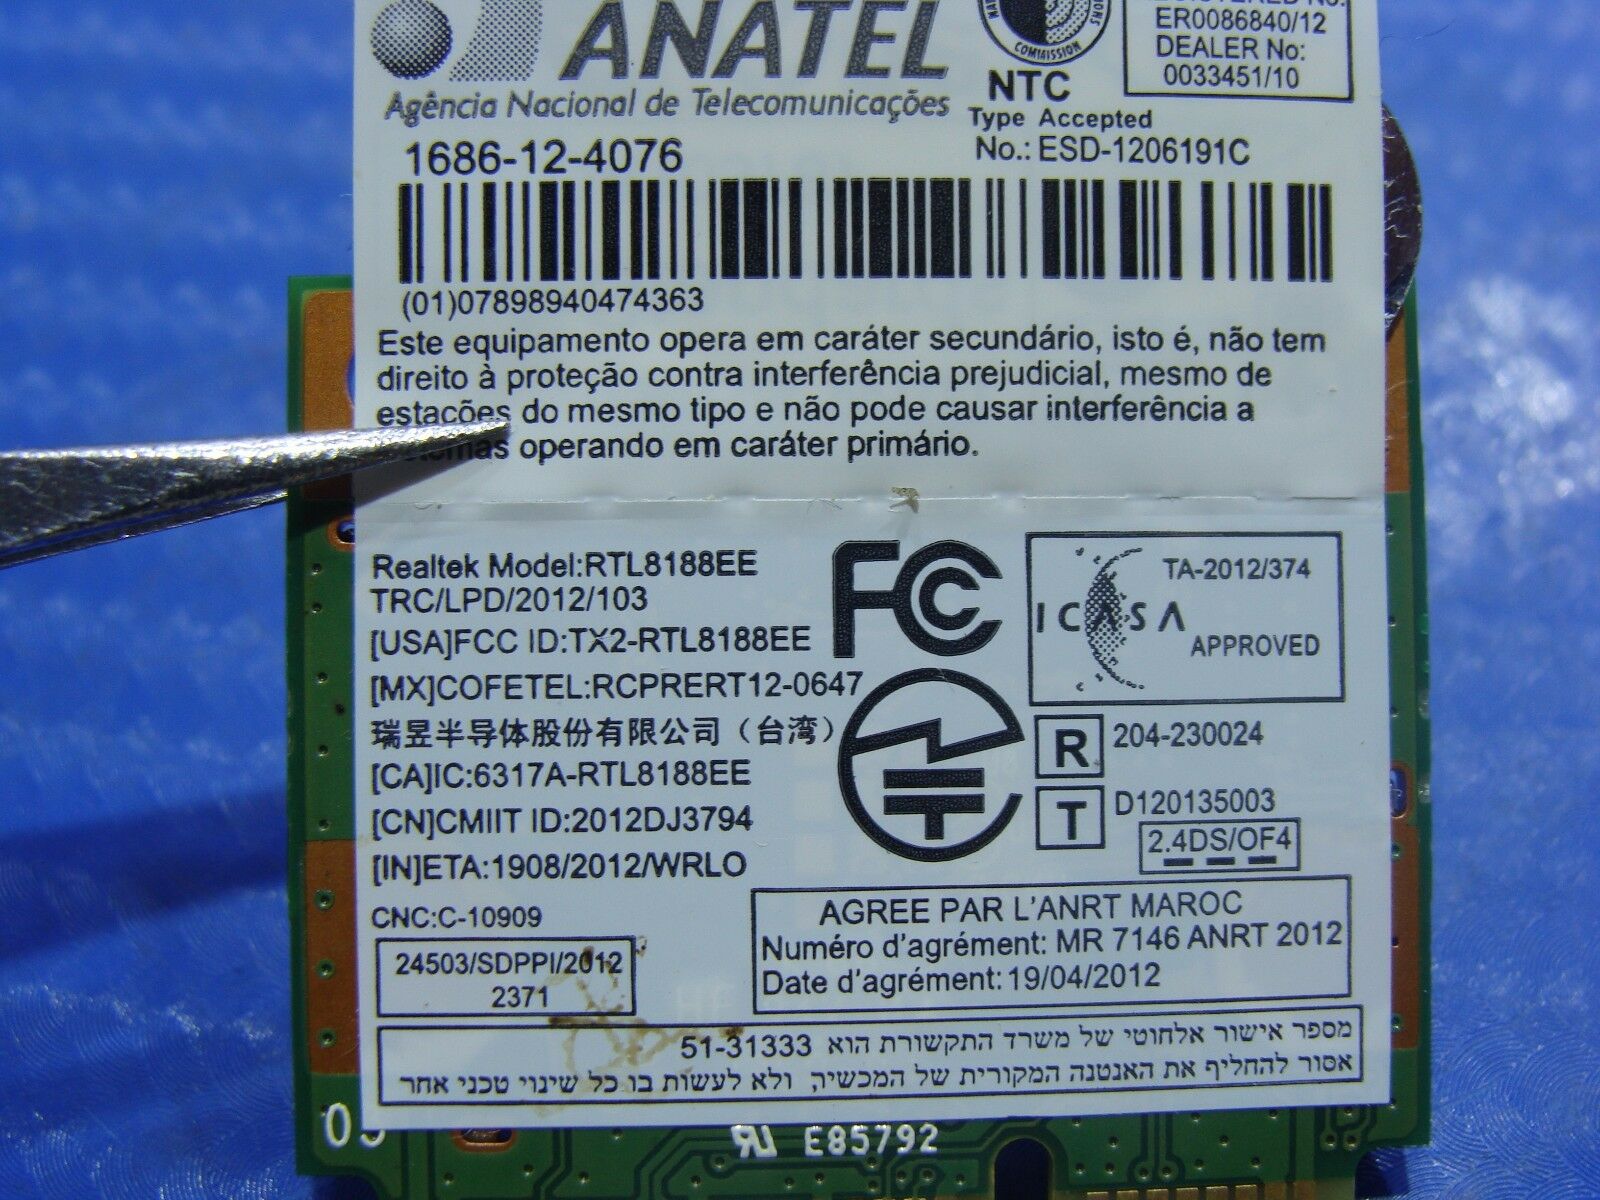 ANATEL
Agência Nacional de Telecomunicações
1686-12-4076
(01)07898940474363
COMMISSION
NTC
Type Accepted
No.: ESD-1206191C
ER0086840/12
DEALER No:
0033451/10
Este equipamento opera em caráter secundário, isto é, não tem
direito à proteção contra interferência prejudicial, mesmo de
estações do mesmo tipo e não pode causar interferência a
operando em caráter primário.
Realtek Model:RTL8188EE
TRC/LPD/2012/103
[USA]FCC ID:TX2-RTL8188EE
[MX]COFETEL:RCPRERT12-0647
瑞昱半导体股份有限公司（台湾）
[CA]IC:6317A-RTL8188EE
[CN]CMIIT ID:2012DJ3794
[IN]ETA:1908/2012/WRLO
CNC:C-10909
24503/SDPPI/2012
2371
FCC
ICASA
TA-2012/374
APPROVED
R 204-230024
T D120135003
2.4DS/OF4
AGREE PAR L'ANRT MAROC
Numéro d'agrément: MR 7146 ANRT 2012
Date d'agrément: 19/04/2012
מספר אישור אלחוטי של משרד התקשורת הוא 51-31333
אסור להחליף את האנטנה המקורית של המכשיר, ולא לעשות בו כל שינוי טכני אחר
E85792